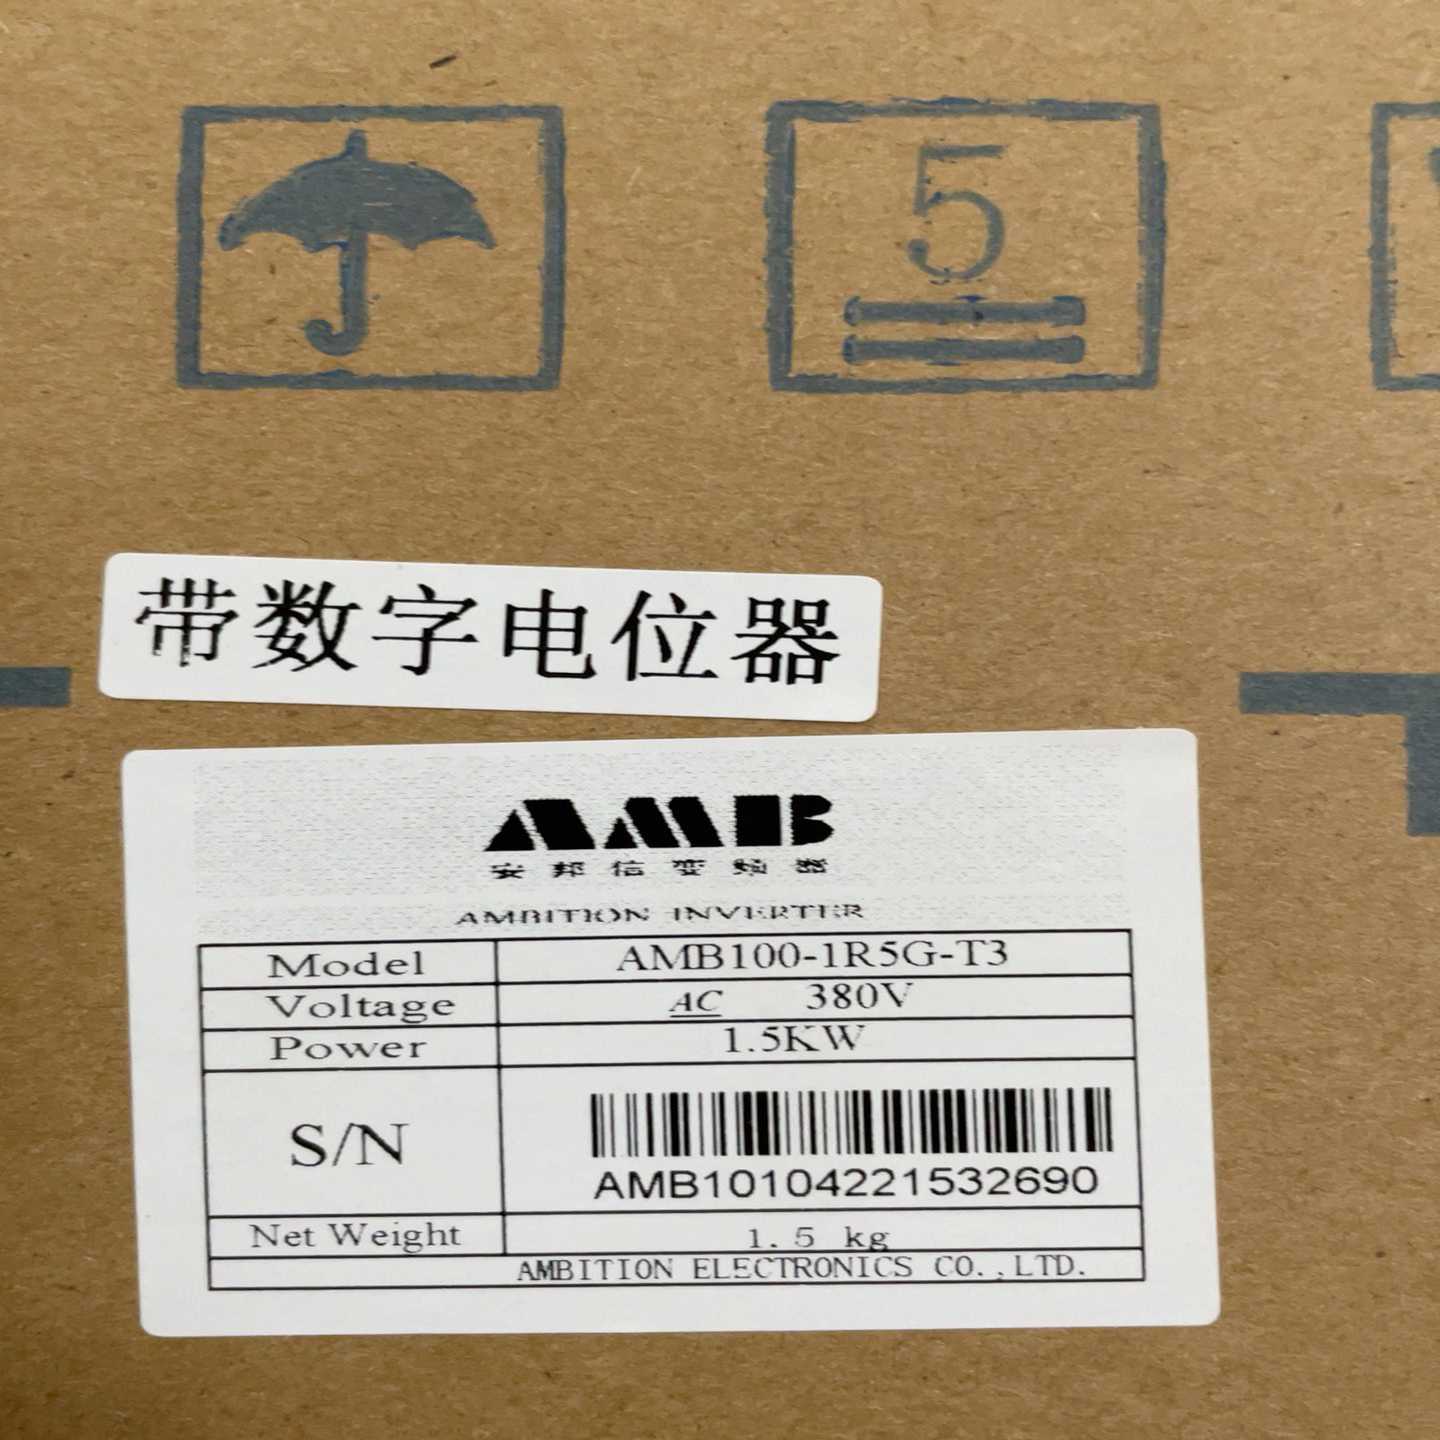 5
带数字电位器
AMB
安邦信变频器
AMBITION INVERTER
Model AMB100-1R5G-T3
Voltage AC 380V
Power 1.5KW
S/N AMB10104221532690
Net Weight 1.5 kg
AMBITION ELECTRONICS CO.,LTD.